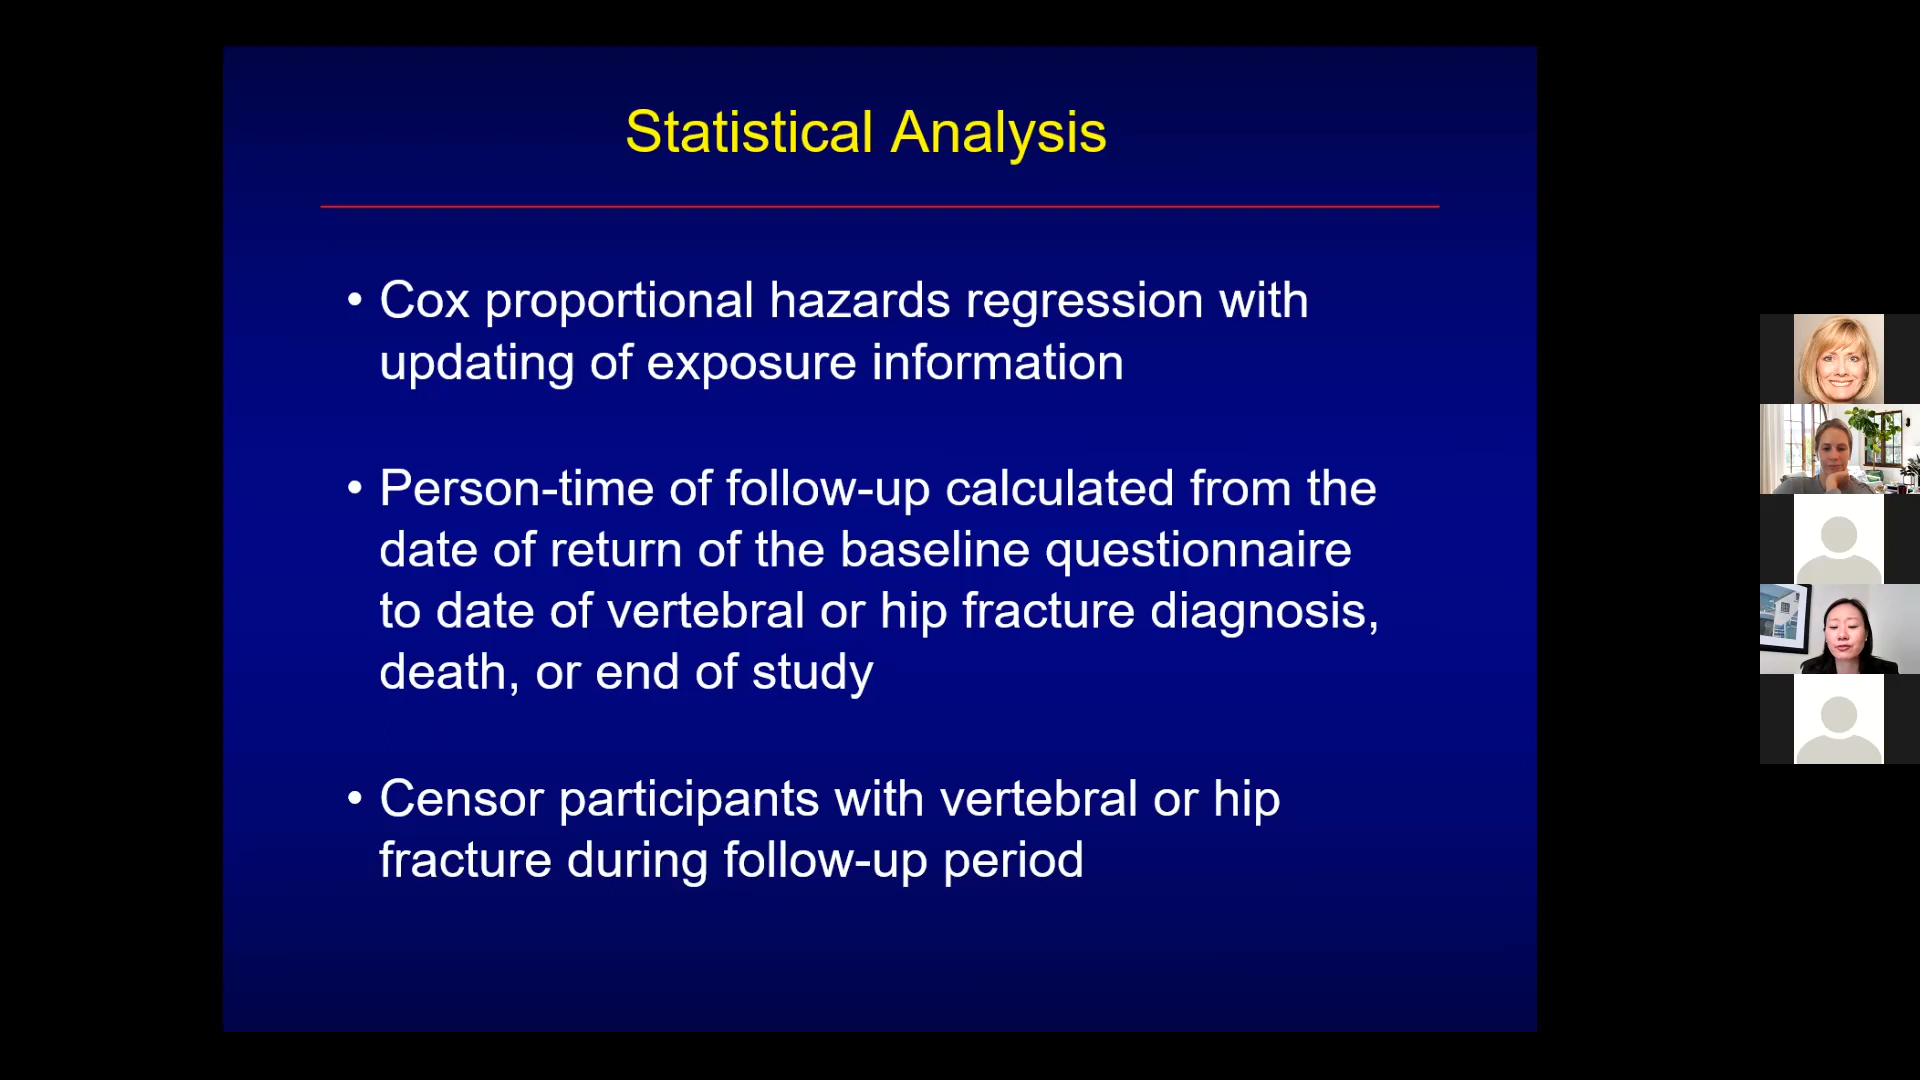 Statistical Analysis
• Cox proportional hazards regression with
updating of exposure information
• Person-time of follow-up calculated from the
date of return of the baseline questionnaire
to date of vertebral or hip fracture diagnosis,
death, or end of study
• Censor participants with vertebral or hip
fracture during follow-up period